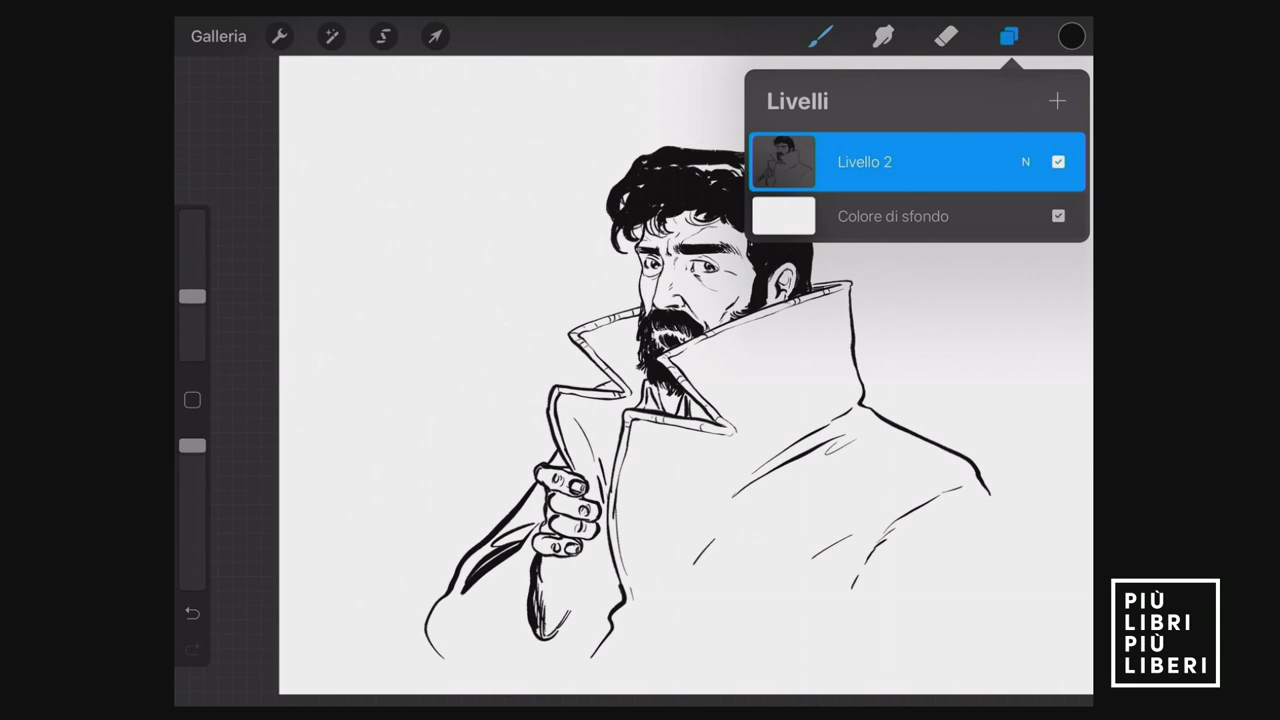 Galleria
Livelli
Livello 2
N
Colore di sfondo
PIÙ
LIBRI
PIÙ
LIBERI